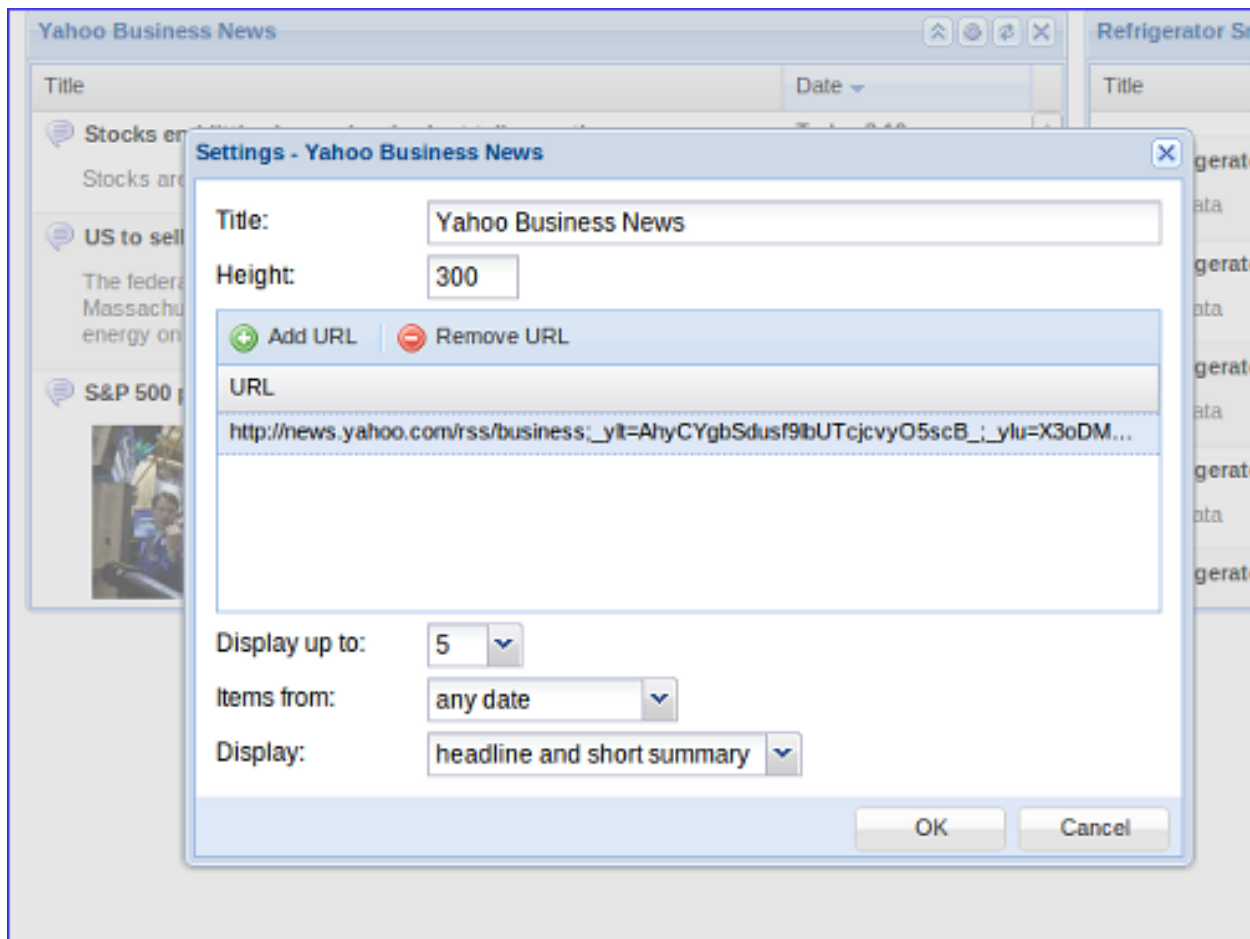 Yahoo Business News
Refrigerator
Title
Date
Title
Stocks
Stocks are
US to sell
The federa
Massachu
energy on
S&P 500
Settings - Yahoo Business News
Title:
Yahoo Business News
Height:
300
Add URL
Remove URL
URL
http://news.yahoo.com/rss/business;_ylt=AhyCYgbSdusf9lbUTcjcvyO5scB_;_ylu=X3oDM...
Display up to:
5
Items from:
any date
Display:
headline and short summary
OK
Cancel
gerat
ata
gerat
ata
gerat
ata
gerat
ata
gerat